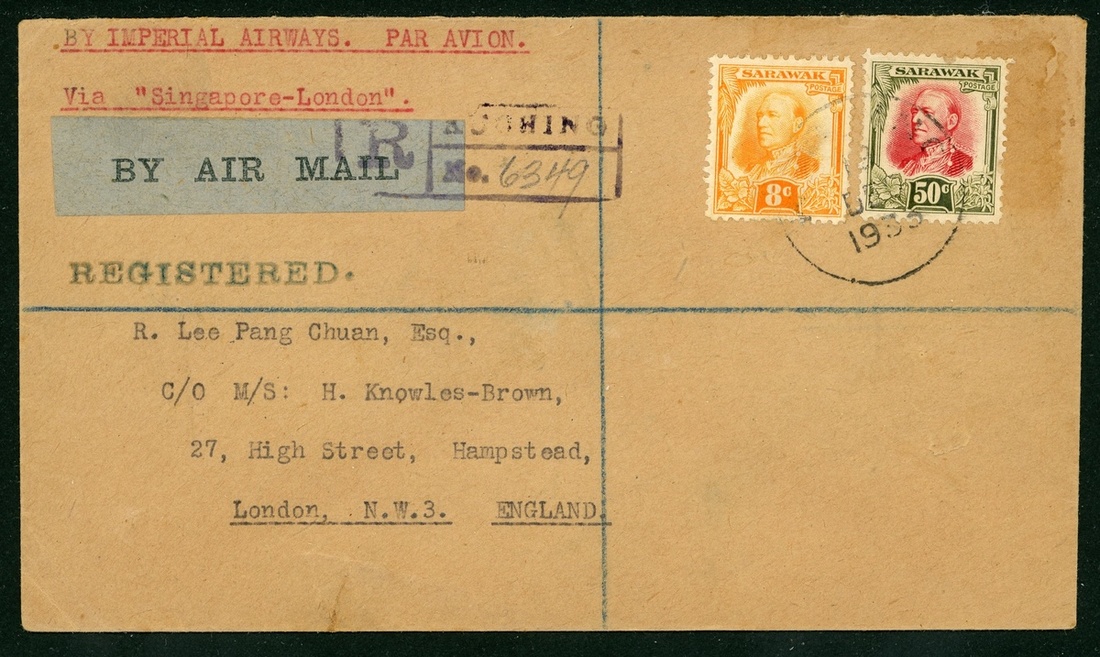 BY IMPERIAL AIRWAYS. PAR AVION.
Via "Singapore-London".
BY AIR MAIL
R
No. 6349
REGISTERED.
R. Lee Pang Chuan, Esq.,
C/O M/S: H. Knowles-Brown,
27, High Street, Hampstead,
London, N.W.3. ENGLAND.
SARAWAK
POSTAGE
8c
SARAWAK
POSTAGE
50c
1933